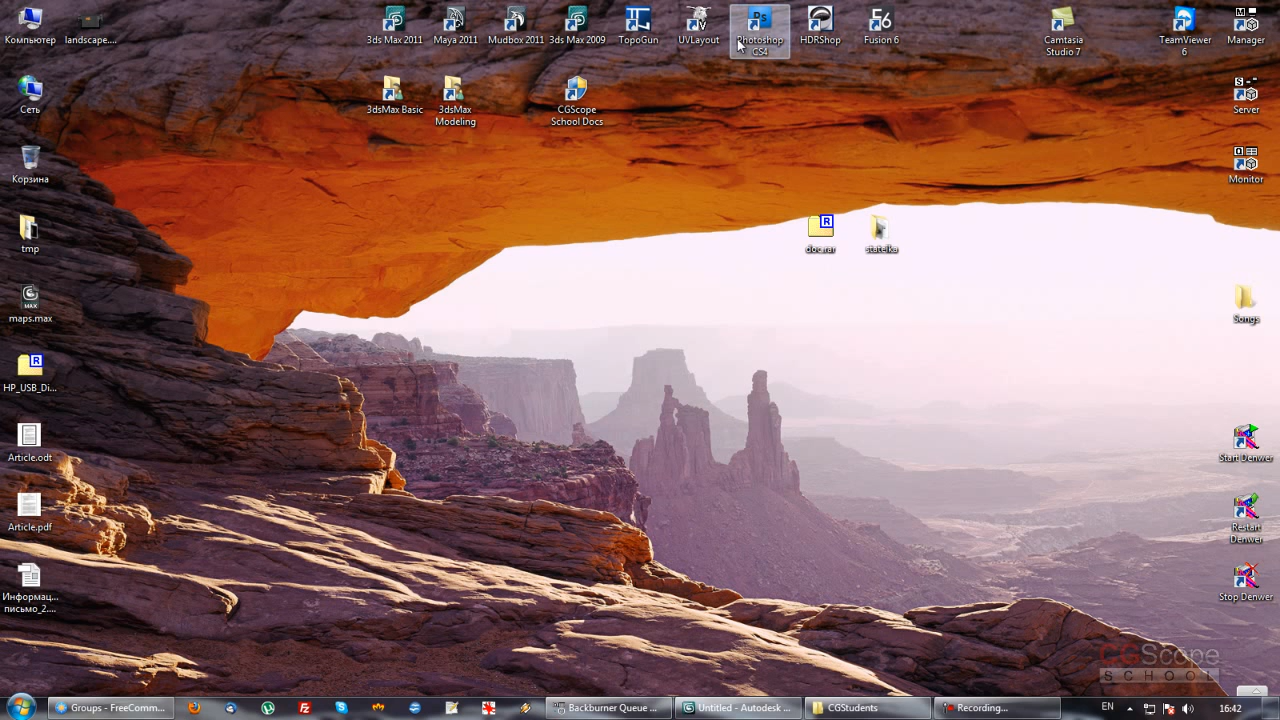 Компьютер
landscape....
3ds Max 2011
Maya 2011
Mudbox 2011
3ds Max 2009
TopoGun
UVLayout
Ps
Photoshop
CS4
HDRShop
Fusion 6
Camtasia
Studio 7
TeamViewer
6
Manager
Сеть
3dsMax Basic
3dsMax
Modeling
CGScope
School Docs
Server
Корзина
Monitor
tmp
R
doc.rar
stateika
MAX
maps.max
Songs
R
HP_USB_Di...
Article.odt
Start Denwer
Article.pdf
Restart
Denwer
Информац...
письмо_2....
Stop Denwer
CGScope
SCHOOL
Groups - FreeComm...
Backburner Queue ...
Untitled - Autodesk ...
CGStudents
Recording...
EN
16:42